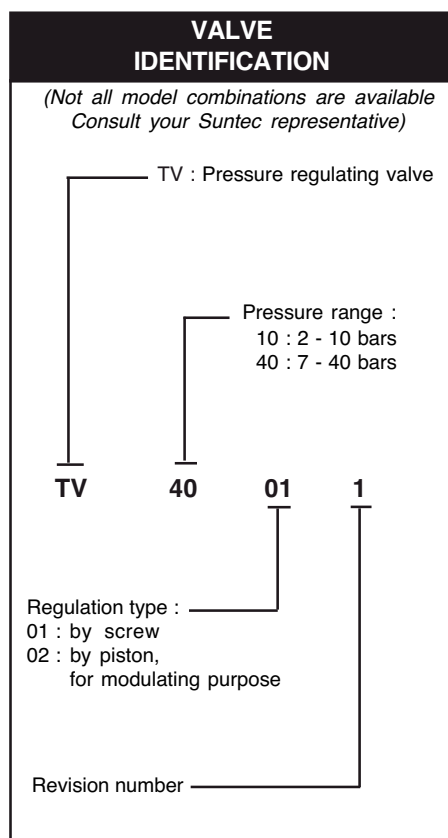 VALVE
IDENTIFICATION
(Not all model combinations are available
Consult your Suntec representative)
TV : Pressure regulating valve
Pressure range :
10 : 2 - 10 bars
40 : 7 - 40 bars
TV 40 01 1
Regulation type :
01 : by screw
02 : by piston,
for modulating purpose
Revision number